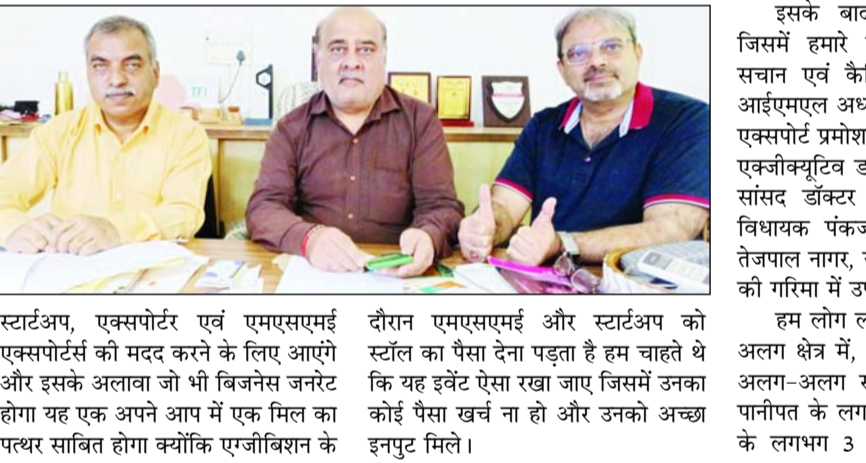 TFI
स्टार्टअप, एक्सपोर्टर एवं एमएसएमई
एक्सपोर्टर्स की मदद करने के लिए आएंगे
और इसके अलावा जो भी बिजनेस जनरेट
होगा यह एक अपने आप में एक मिल का
पत्थर साबित होगा क्योंकि एग्जीबिशन के
दौरान एमएसएमई और स्टार्टअप को
स्टॉल का पैसा देना पड़ता है हम चाहते थे
कि यह इवेंट ऐसा रखा जाए जिसमें उनका
कोई पैसा खर्च ना हो और उनको अच्छा
इनपुट मिले।
इसके बाद
जिसमें हमारे
सचान एवं
आईएमएल
एक्सपोर्ट
एक्जीक्यूटिव
सांसद डॉक्टर
विधायक
तेजपाल नागर,
की गरिमा में
हम लोग
अलग क्षेत्र में,
अलग-अलग
पानीपत के
के लगभग 3